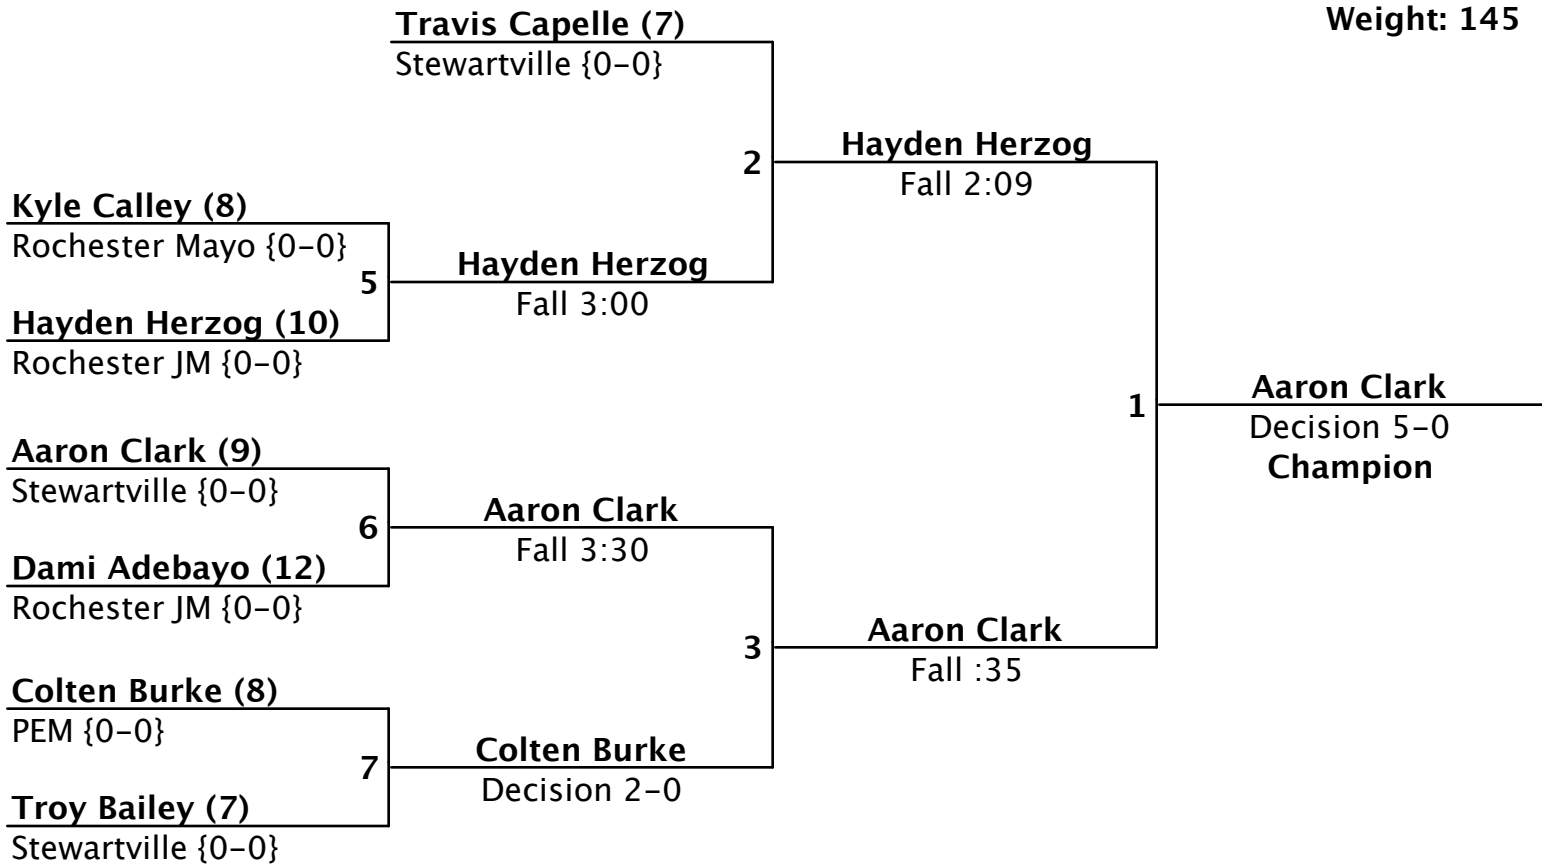 Weight: 145
Travis Capelle (7)
Stewartville {0-0}
2
Hayden Herzog
Fall 2:09
Kyle Calley (8)
Rochester Mayo {0-0}
5
Hayden Herzog
Fall 3:00
Hayden Herzog (10)
Rochester JM {0-0}
1
Aaron Clark
Decision 5-0
Champion
Aaron Clark (9)
Stewartville {0-0}
6
Aaron Clark
Fall 3:30
Dami Adebayo (12)
Rochester JM {0-0}
3
Aaron Clark
Fall :35
Colten Burke (8)
PEM {0-0}
7
Colten Burke
Decision 2-0
Troy Bailey (7)
Stewartville {0-0}